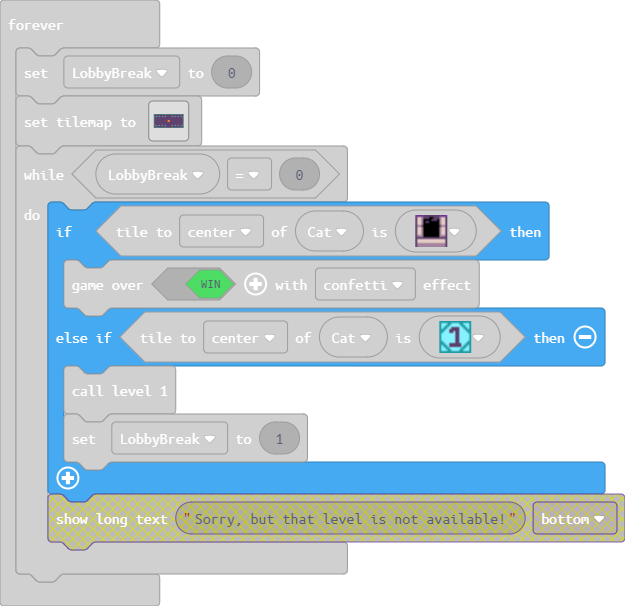 forever
set LobbyBreak to 0
set tilemap to
while LobbyBreak = 0
do
if tile to center of Cat is then
game over WIN with confetti effect
else if tile to center of Cat is 1 then
call level 1
set LobbyBreak to 1
show long text "Sorry, but that level is not available!" bottom